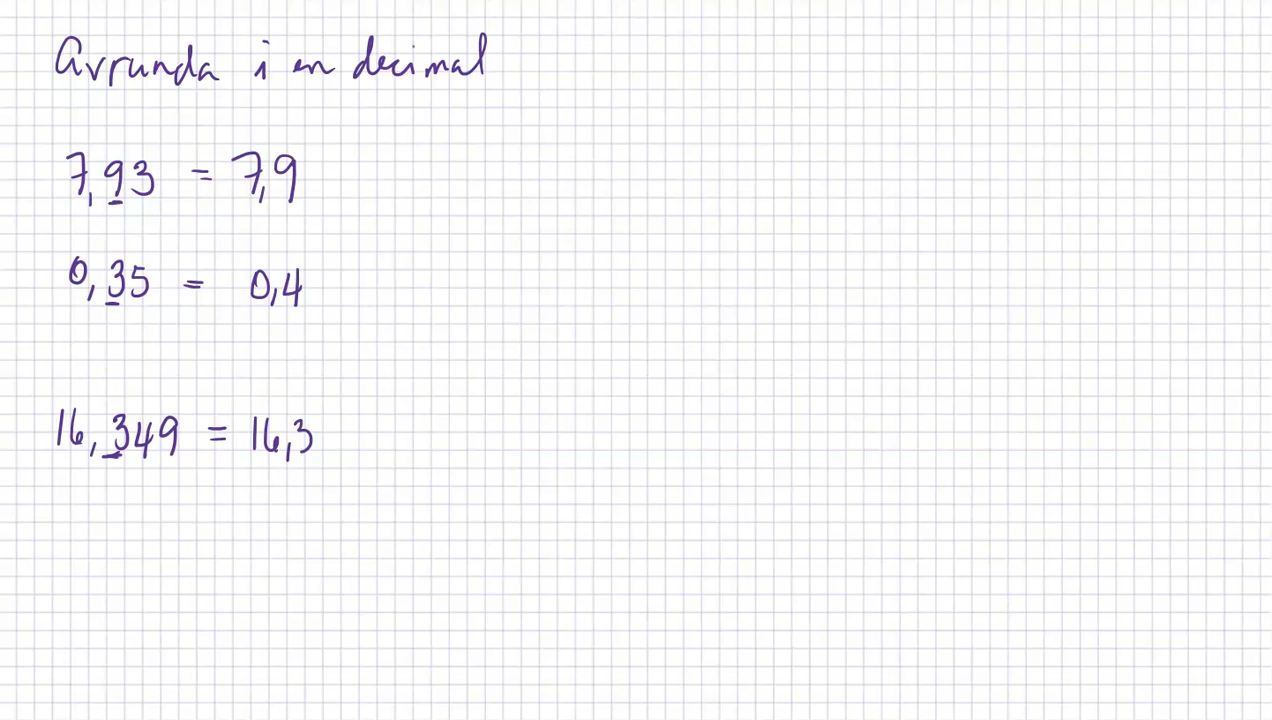 Avrunda i en decimal
7,93 = 7,9
0,35 = 0,4
16,349 = 16,3